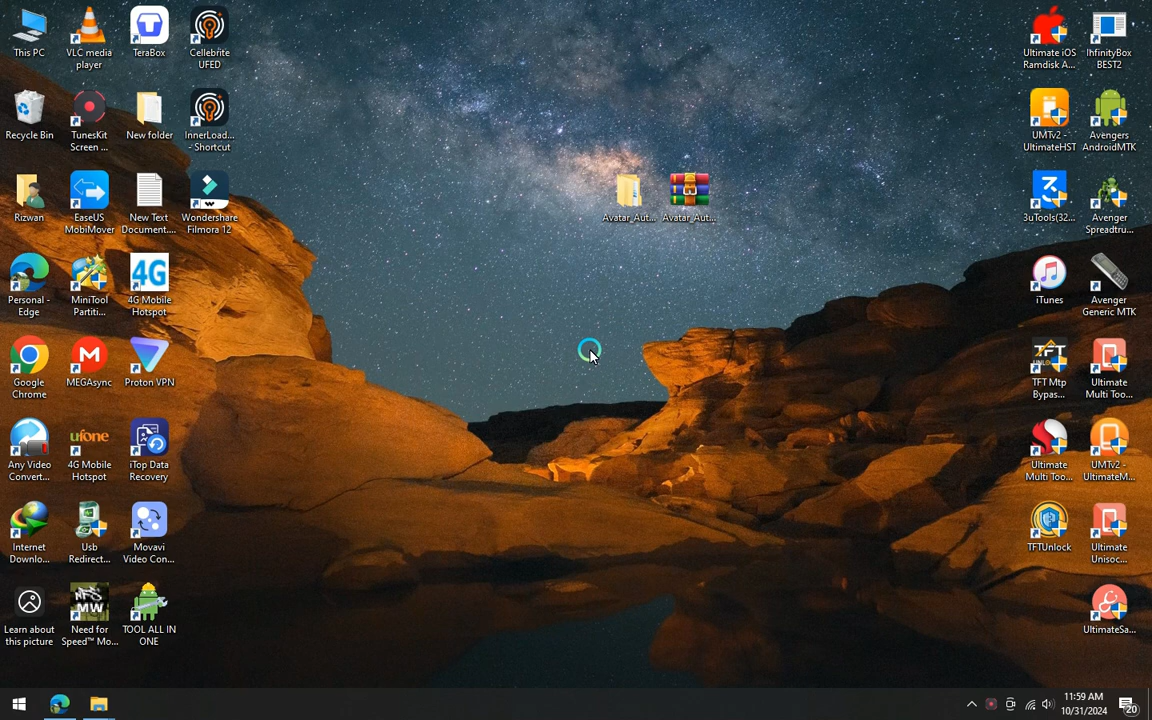 This PC
VLC media
player
TeraBox
Cellebrite
UFED
Recycle Bin
TunesKit
Screen ...
New folder
InnerLoad...
- Shortcut
Rizwan
EaseUS
MobiMover
New Text
Document....
Wondershare
Filmora 12
Personal -
Edge
MiniTool
Partiti...
4G
4G Mobile
Hotspot
Google
Chrome
MEGAsync
Proton VPN
Any Video
Convert...
ufone
4G Mobile
Hotspot
iTop Data
Recovery
Internet
Downlo...
Usb
Redirect...
Movavi
Video Con...
Learn about
this picture
NFS
MW
Need for
Speed™ Mo...
TOOL ALL IN
ONE
Avatar_Aut...
Avatar_Aut...
Ultimate iOS
Ramdisk A...
InfinityBox
BEST2
UMTv2 -
UltimateHST
Avengers
AndroidMTK
3uTools(32...
Avenger
Spreadtru...
iTunes
Avenger
Generic MTK
TFT
TFT Mtp
Bypas...
Ultimate
Multi Too...
Ultimate
Multi Too...
UMTv2 -
UltimateM...
TFTUnlock
Ultimate
Unisoc...
UltimateSa...
11:59 AM
10/31/2024
20